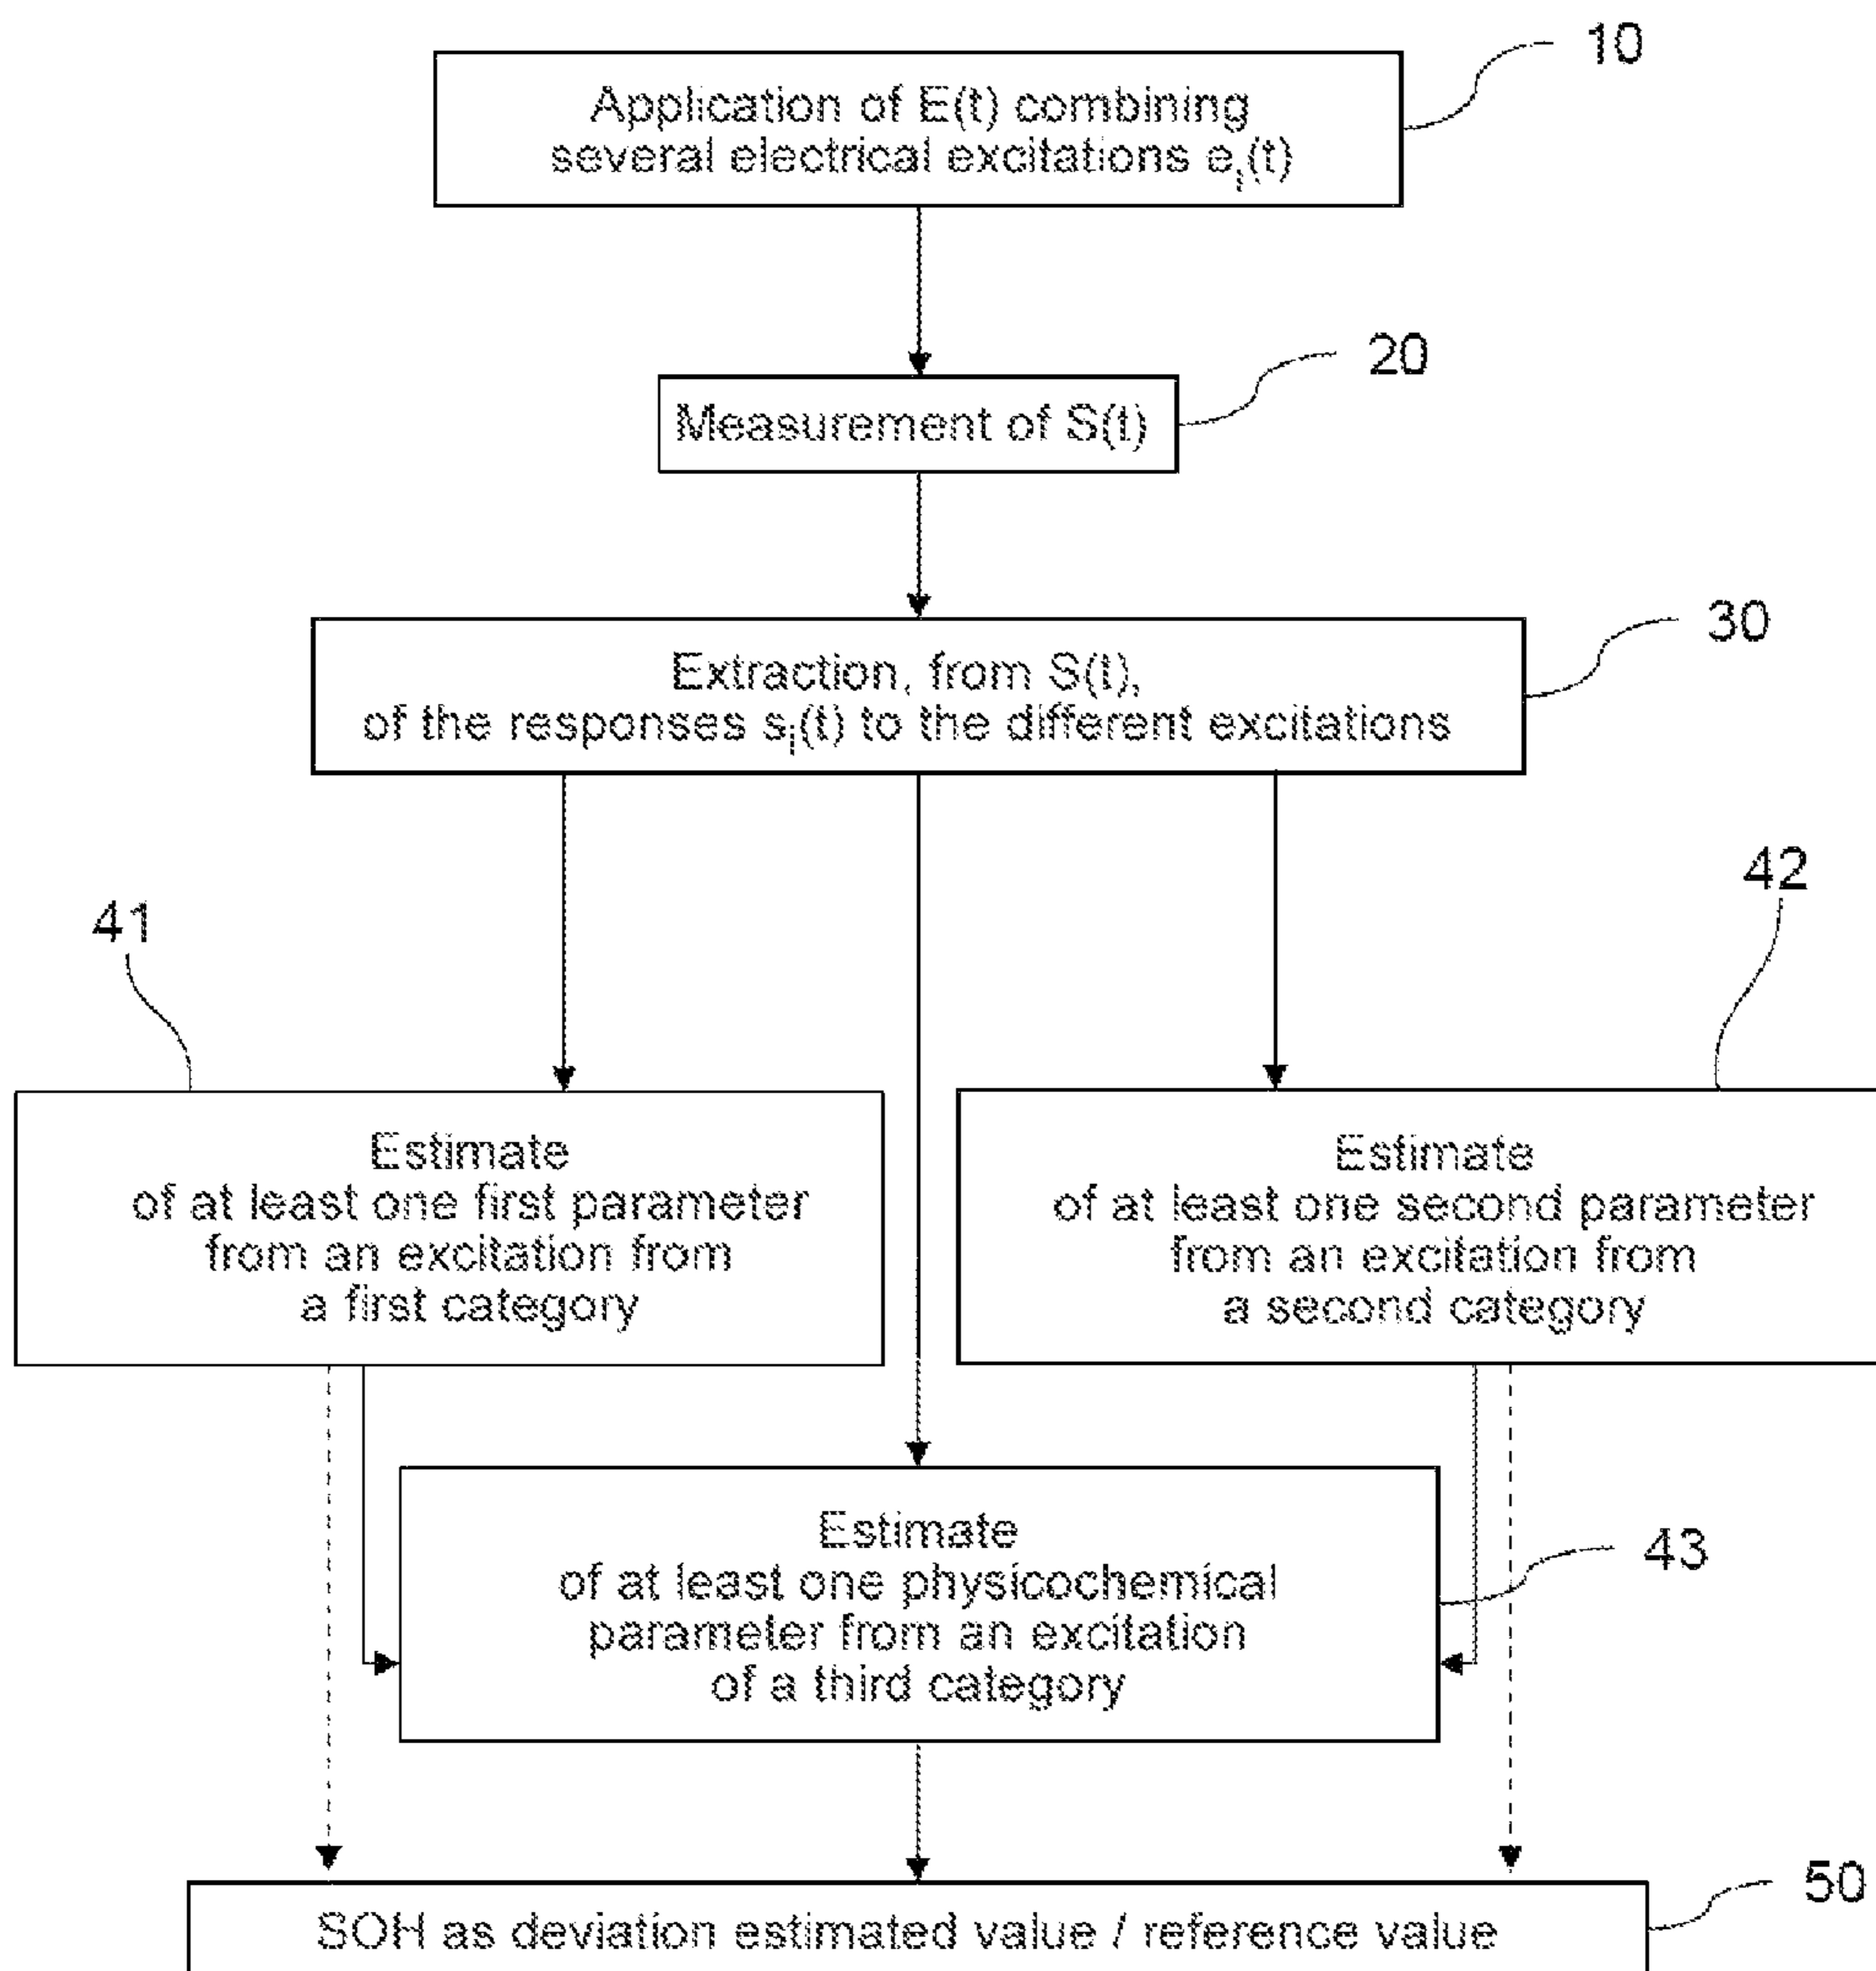 10
Application of E(t) combining
several electrical excitations eᵢ(t)
20
Measurement of S(t)
30
Extraction, from S(t),
of the responses sᵢ(t) to the different excitations
41
42
Estimate
of at least one first parameter
from an excitation from
a first category
Estimate
of at least one second parameter
from an excitation from
a second category
Estimate
of at least one physicochemical
parameter from an excitation
of a third category
43
50
SOH as deviation estimated value / reference value